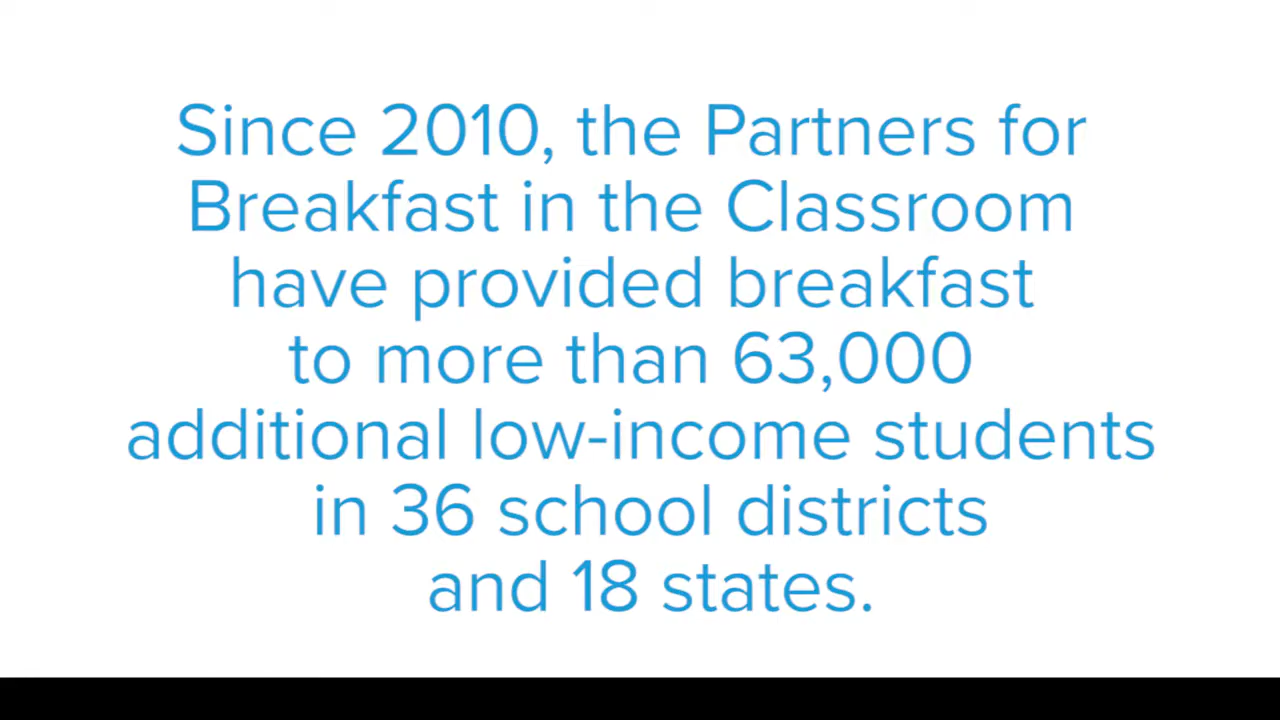 Since 2010, the Partners for
Breakfast in the Classroom
have provided breakfast
to more than 63,000
additional low-income students
in 36 school districts
and 18 states.